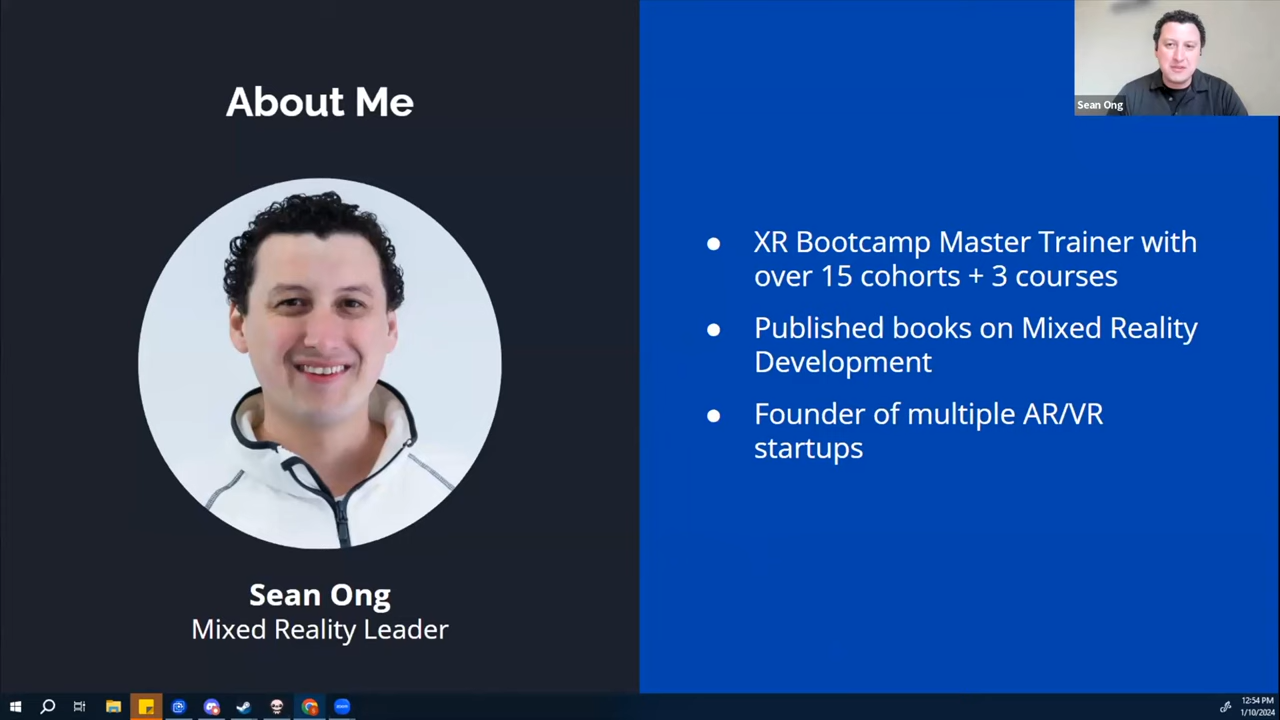 About Me
Sean Ong
Mixed Reality Leader
● XR Bootcamp Master Trainer with
over 15 cohorts + 3 courses
● Published books on Mixed Reality
Development
● Founder of multiple AR/VR
startups
Sean Ong
zoom
12:54 PM
1/10/2024